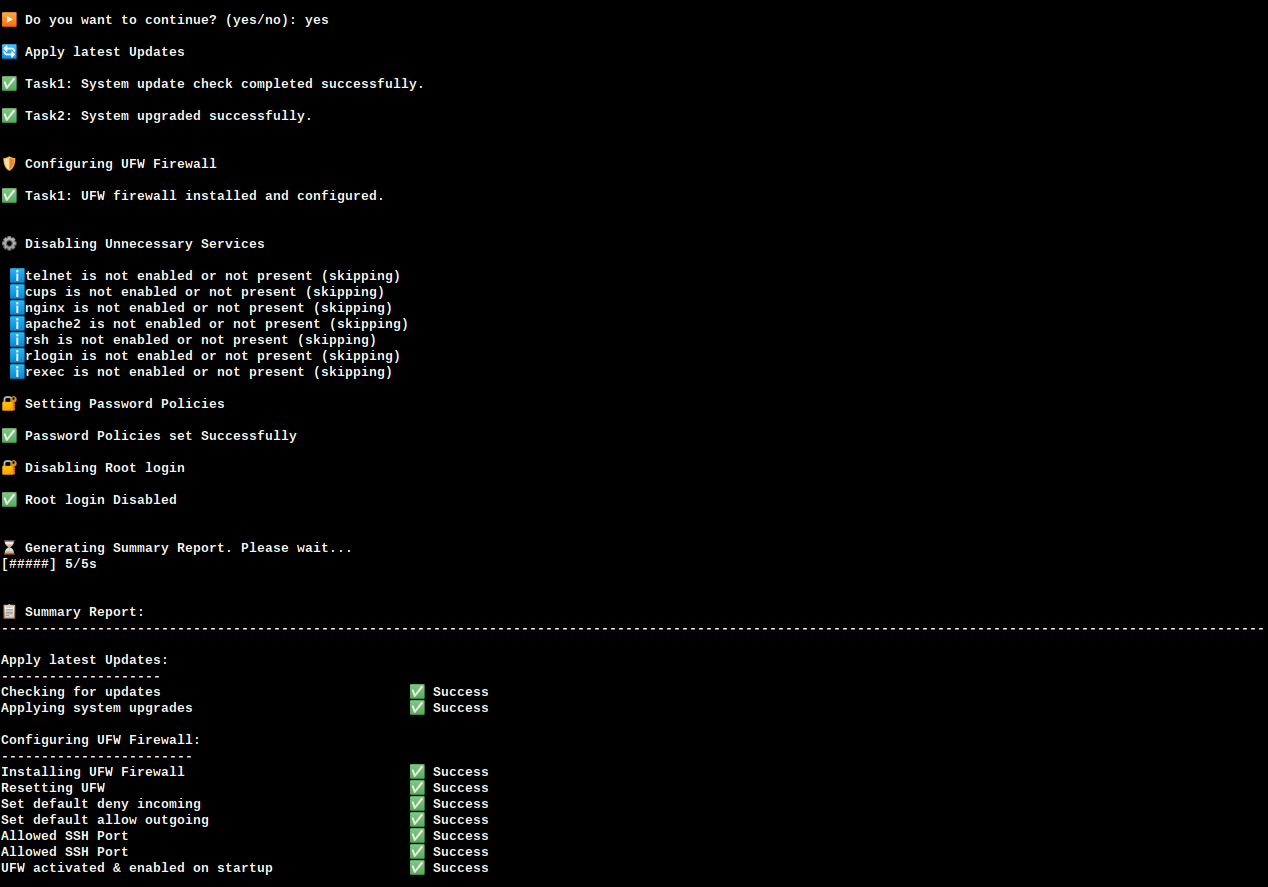 ▶️ Do you want to continue? (yes/no): yes
🔄 Apply latest Updates
✅ Task1: System update check completed successfully.
✅ Task2: System upgraded successfully.
🛡️ Configuring UFW Firewall
✅ Task1: UFW firewall installed and configured.
⚙️ Disabling Unnecessary Services
ℹ️telnet is not enabled or not present (skipping)
ℹ️cups is not enabled or not present (skipping)
ℹ️nginx is not enabled or not present (skipping)
ℹ️apache2 is not enabled or not present (skipping)
ℹ️rsh is not enabled or not present (skipping)
ℹ️rlogin is not enabled or not present (skipping)
ℹ️rexec is not enabled or not present (skipping)
🔐 Setting Password Policies
✅ Password Policies set Successfully
🔐 Disabling Root login
✅ Root login Disabled
⏳ Generating Summary Report. Please wait...
[#####] 5/5s
📋 Summary Report:
--------------------------------------------------------------------------------------------------------------------------------------------------------------
Apply latest Updates:
--------------------
Checking for updates ✅ Success
Applying system upgrades ✅ Success
Configuring UFW Firewall:
------------------------
Installing UFW Firewall ✅ Success
Resetting UFW ✅ Success
Set default deny incoming ✅ Success
Set default allow outgoing ✅ Success
Allowed SSH Port ✅ Success
Allowed SSH Port ✅ Success
UFW activated & enabled on startup ✅ Success